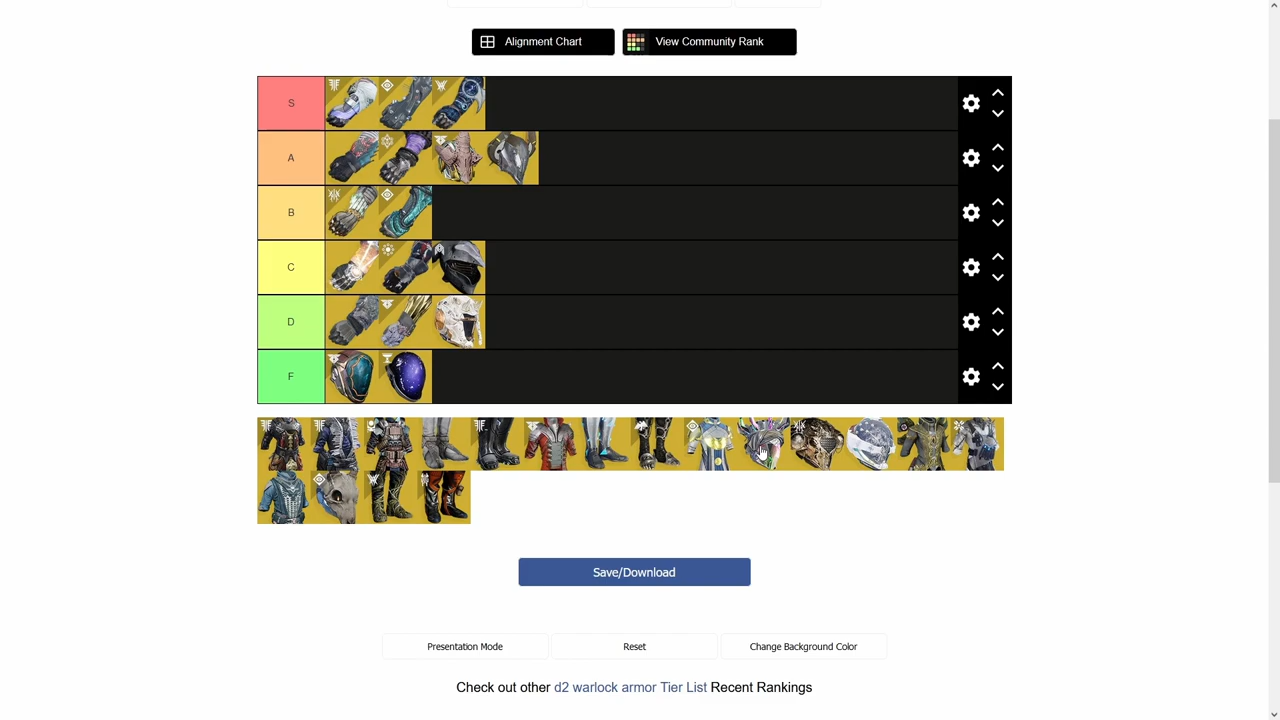 Alignment Chart
View Community Rank
S
A
B
C
D
F
Save/Download
Presentation Mode
Reset
Change Background Color
Check out other d2 warlock armor Tier List Recent Rankings